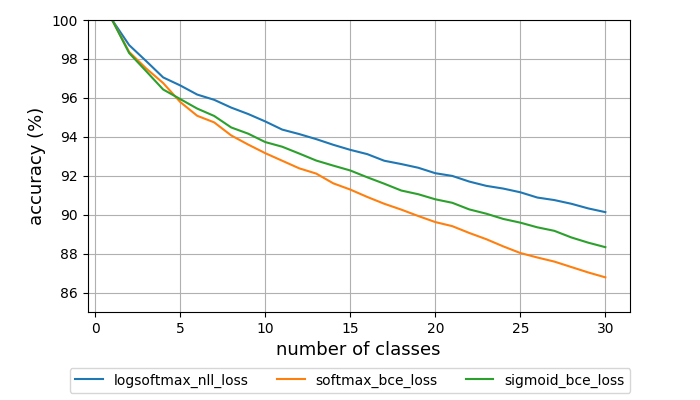 100
98
96
94
92
90
88
86
accuracy (%)
0 5 10 15 20 25 30
number of classes
logsoftmax_nll_loss softmax_bce_loss sigmoid_bce_loss